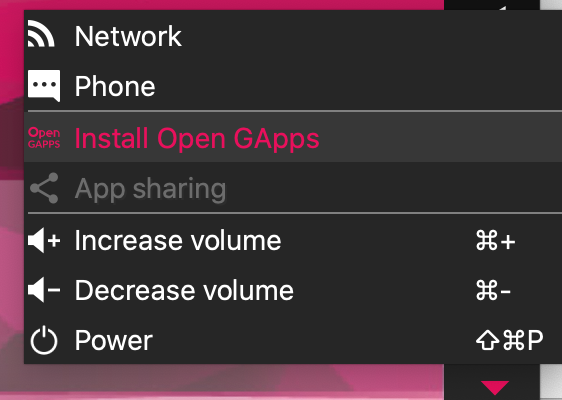 Network
Phone
Open GAPPS Install Open GApps
App sharing
Increase volume ⌘+
Decrease volume ⌘-
Power ⇧⌘P